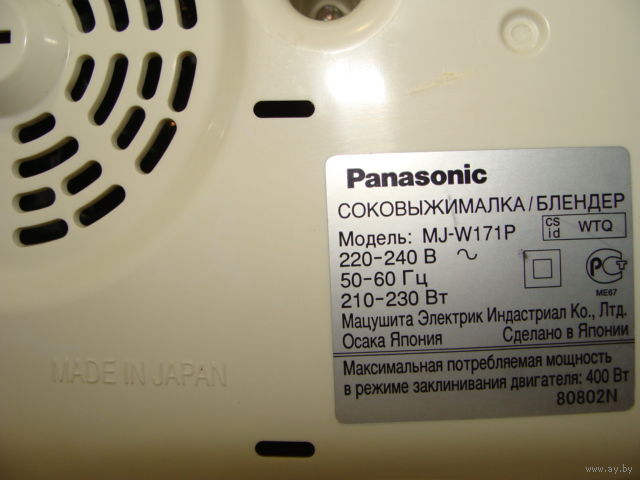 Panasonic
СОКОВЫЖИМАЛКА/БЛЕНДЕР
Модель: MJ-W171P
cs id WTQ
220-240 В ~
50-60 Гц
210-230 Вт
РСТ
ME67
Мацушита Электрик Индастриал Ко., Лтд.
Осака Япония Сделано в Японии
Максимальная потребляемая мощность
в режиме заклинивания двигателя: 400 Вт
80802N
MADE IN JAPAN
www.ay.by